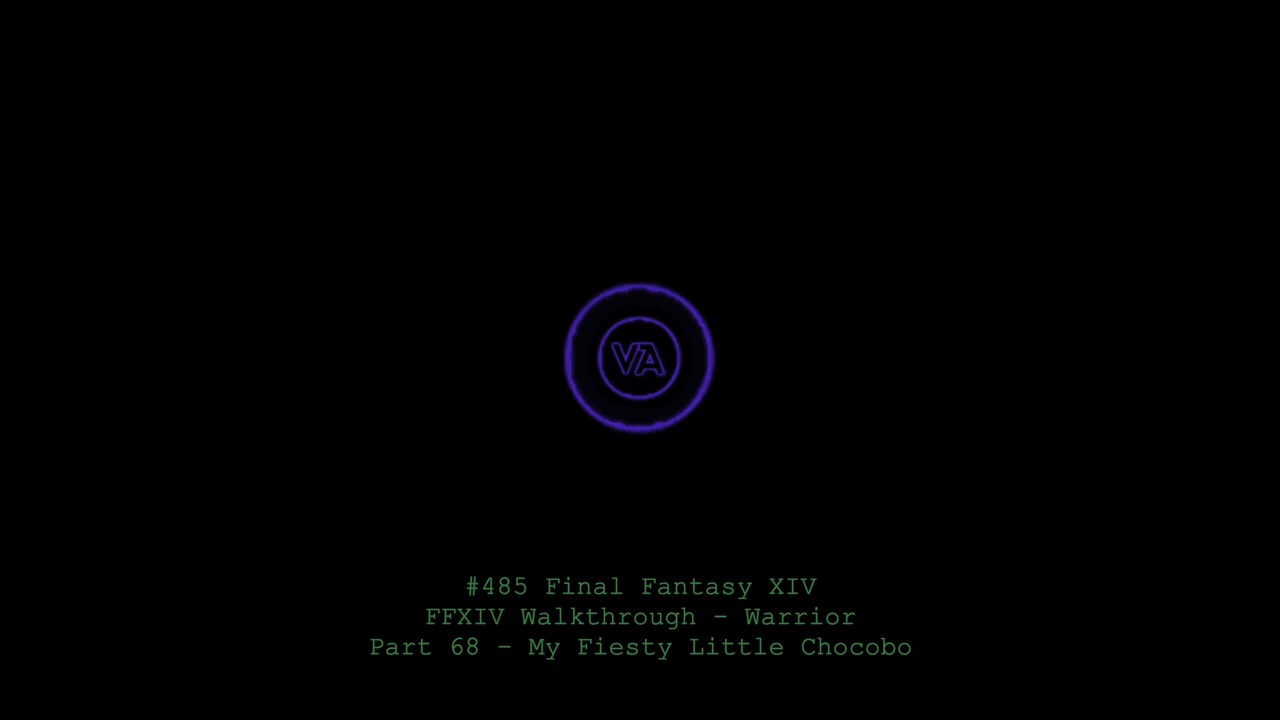 VA
#485 Final Fantasy XIV
FFXIV Walkthrough - Warrior
Part 68 - My Fiesty Little Chocobo